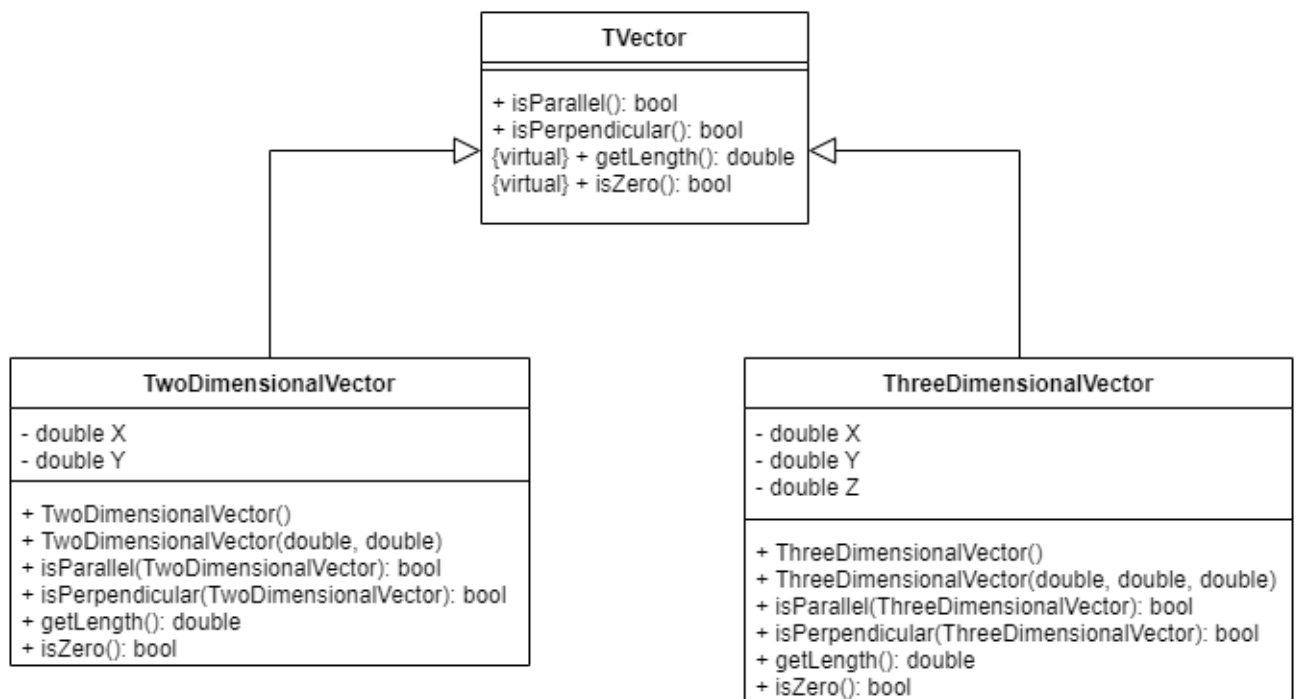 TVector
+ isParallel(): bool
+ isPerpendicular(): bool
{virtual} + getLength(): double
{virtual} + isZero(): bool
TwoDimensionalVector
- double X
- double Y
+ TwoDimensionalVector()
+ TwoDimensionalVector(double, double)
+ isParallel(TwoDimensionalVector): bool
+ isPerpendicular(TwoDimensionalVector): bool
+ getLength(): double
+ isZero(): bool
ThreeDimensionalVector
- double X
- double Y
- double Z
+ ThreeDimensionalVector()
+ ThreeDimensionalVector(double, double, double)
+ isParallel(ThreeDimensionalVector): bool
+ isPerpendicular(ThreeDimensionalVector): bool
+ getLength(): double
+ isZero(): bool